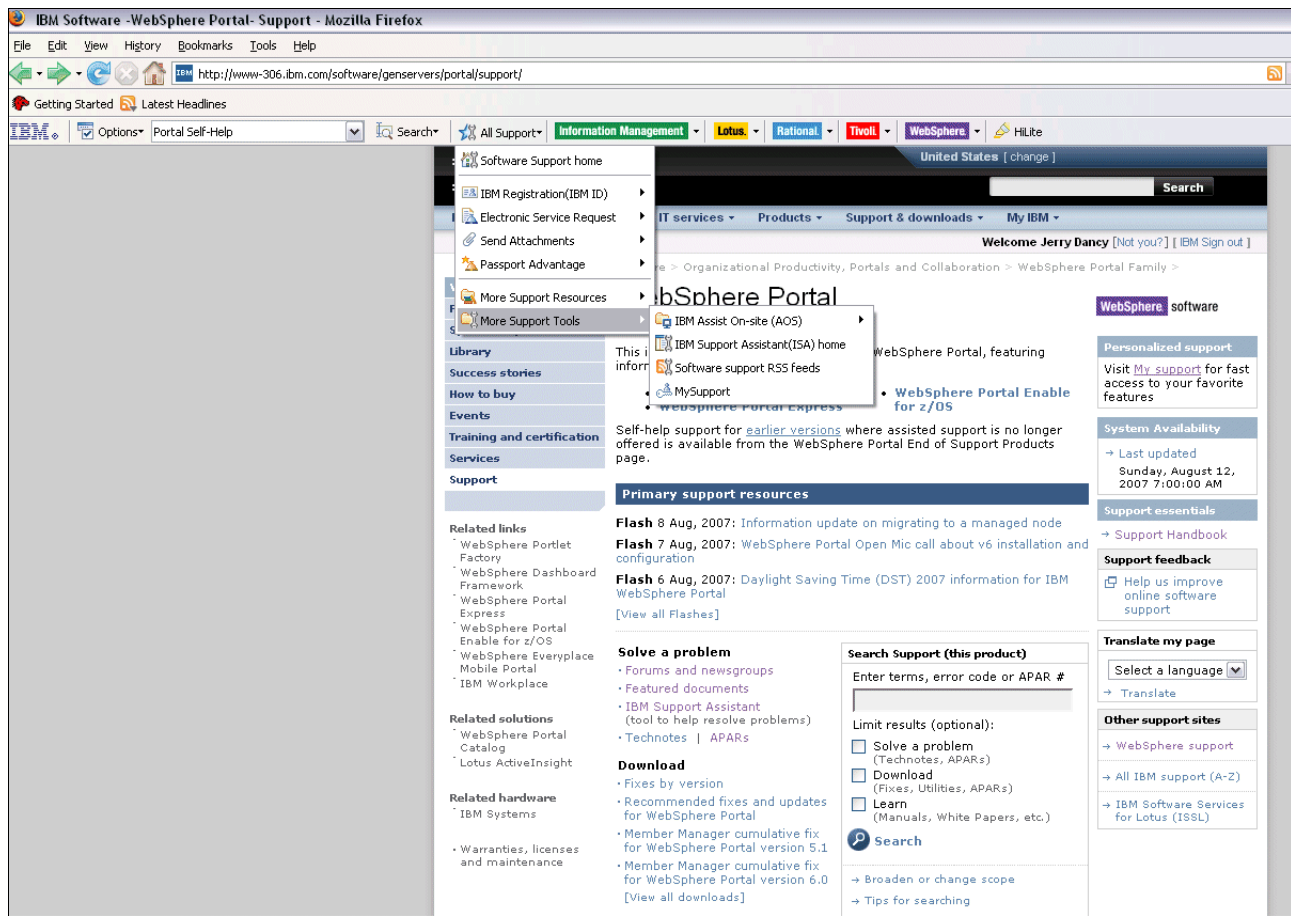 IBM Software -WebSphere Portal- Support - Mozilla Firefox
File Edit View History Bookmarks Tools Help
http://www-306.ibm.com/software/genservers/portal/support/
Getting Started Latest Headlines
IBM Options Portal Self-Help Search All Support Information Management Lotus. Rational. Tivoli. WebSphere. HiLite
United States [ change ]
Search
IT services Products Support & downloads My IBM
Welcome Jerry Dancy [Not you?] [ IBM Sign out ]
Software Support home
IBM Registration(IBM ID)
Electronic Service Request
Send Attachments
Passport Advantage
More Support Resources
More Support Tools
IBM Assist On-site (AOS)
IBM Support Assistant(ISA) home
Software support RSS feeds
MySupport
> Organizational Productivity, Portals and Collaboration > WebSphere Portal Family >
Portal
Library
Success stories
How to buy
Events
Training and certification
Services
Support
Related links
WebSphere Portlet
Factory
WebSphere Dashboard
Framework
WebSphere Portal
Express
WebSphere Portal
Enable for z/OS
WebSphere Everyplace
Mobile Portal
IBM Workplace
Related solutions
WebSphere Portal
Catalog
Lotus ActiveInsight
Related hardware
IBM Systems
Warranties, licenses
and maintenance
This
WebSphere Portal, featuring
WebSphere Portal Express
WebSphere Portal Enable
for z/OS
Self-help support for earlier versions where assisted support is no longer
offered is available from the WebSphere Portal End of Support Products
page.
Primary support resources
Flash 8 Aug, 2007: Information update on migrating to a managed node
Flash 7 Aug, 2007: WebSphere Portal Open Mic call about v6 installation and
configuration
Flash 6 Aug, 2007: Daylight Saving Time (DST) 2007 information for IBM
WebSphere Portal
[View all Flashes]
Solve a problem
Forums and newsgroups
Featured documents
IBM Support Assistant
(tool to help resolve problems)
Technotes | APARs
Download
Fixes by version
Recommended fixes and updates
for WebSphere Portal
Member Manager cumulative fix
for WebSphere Portal version 5.1
Member Manager cumulative fix
for WebSphere Portal version 6.0
[View all downloads]
Search Support (this product)
Enter terms, error code or APAR #
Limit results (optional):
Solve a problem
(Technotes, APARs)
Download
(Fixes, Utilities, APARs)
Learn
(Manuals, White Papers, etc.)
Search
Broaden or change scope
Tips for searching
WebSphere. software
Personalized support
Visit My support for fast
access to your favorite
features
System Availability
Last updated
Sunday, August 12,
2007 7:00:00 AM
Support essentials
Support Handbook
Support feedback
Help us improve
online software
support
Translate my page
Select a language
Translate
Other support sites
WebSphere support
All IBM support (A-Z)
IBM Software Services
for Lotus (ISSL)